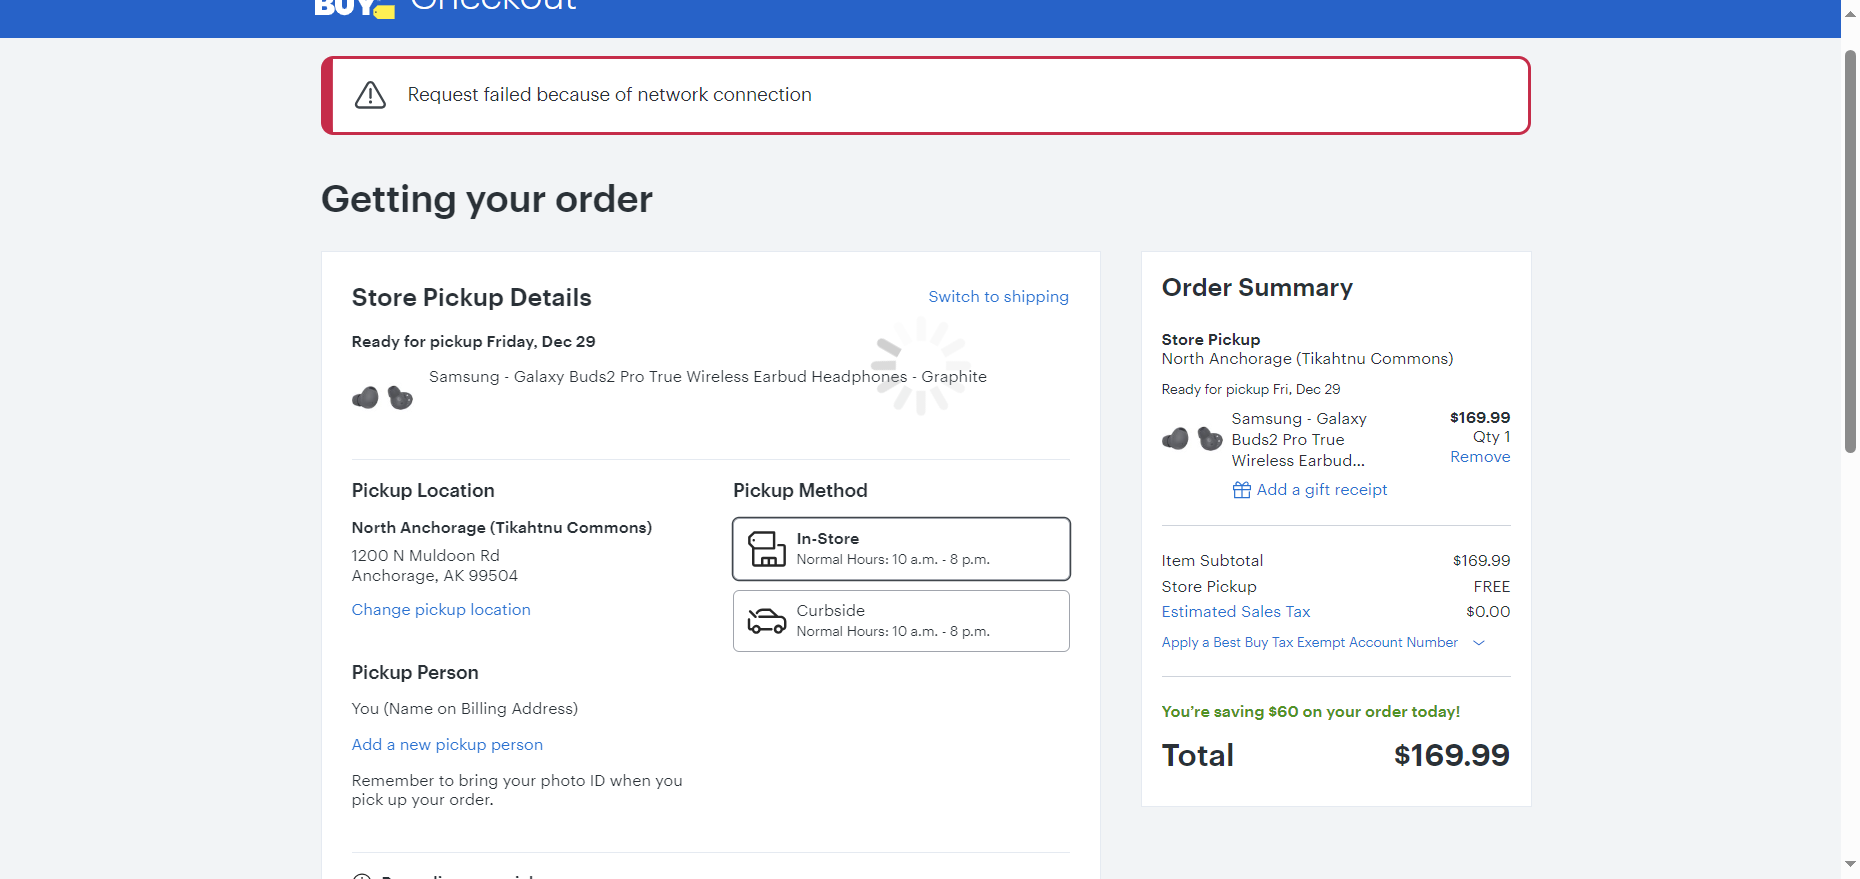 BUY Checkout
Request failed because of network connection
Getting your order
Store Pickup Details
Switch to shipping
Ready for pickup Friday, Dec 29
Samsung - Galaxy Buds2 Pro True Wireless Earbud Headphones - Graphite
Pickup Location
North Anchorage (Tikahtnu Commons)
1200 N Muldoon Rd
Anchorage, AK 99504
Change pickup location
Pickup Method
In-Store
Normal Hours: 10 a.m. - 8 p.m.
Curbside
Normal Hours: 10 a.m. - 8 p.m.
Pickup Person
You (Name on Billing Address)
Add a new pickup person
Remember to bring your photo ID when you
pick up your order.
Order Summary
Store Pickup
North Anchorage (Tikahtnu Commons)
Ready for pickup Fri, Dec 29
Samsung - Galaxy
Buds2 Pro True
Wireless Earbud...
$169.99
Qty 1
Remove
Add a gift receipt
Item Subtotal $169.99
Store Pickup FREE
Estimated Sales Tax $0.00
Apply a Best Buy Tax Exempt Account Number
You’re saving $60 on your order today!
Total $169.99